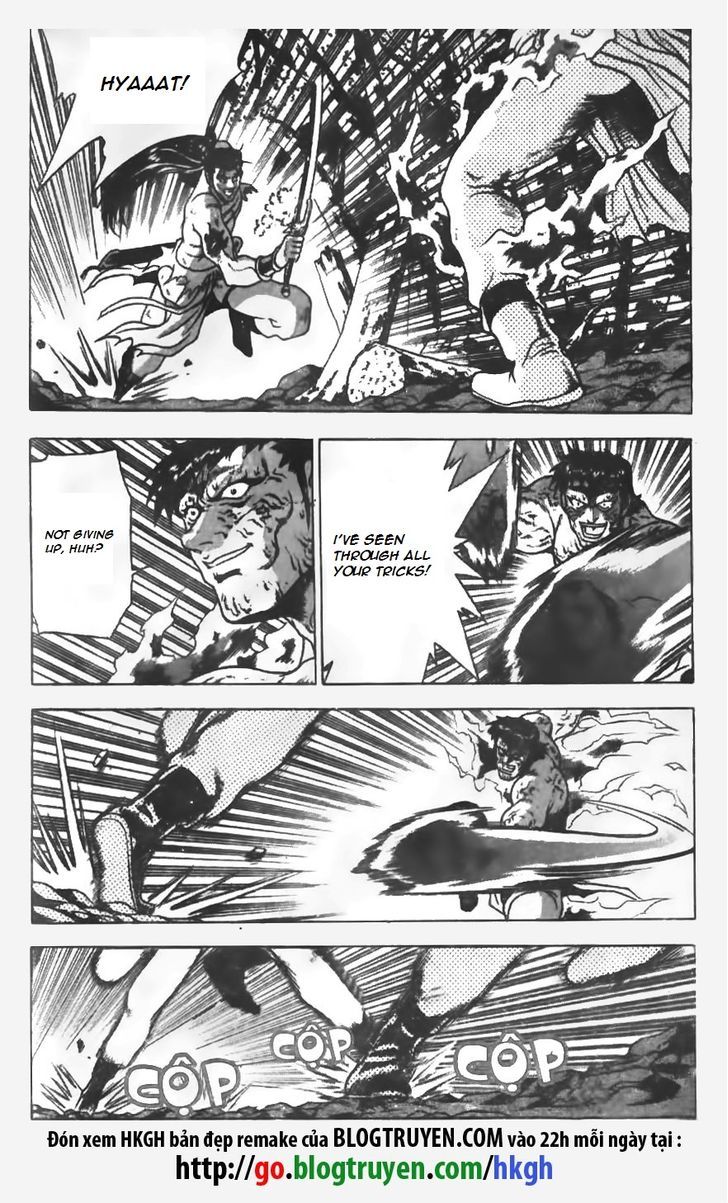 HYAAAT!
NOT GIVING
UP, HUH?
I'VE SEEN
THROUGH ALL
YOUR TRICKS!
CỘP
CỘP
CỘP
Đón xem HKGH bản đẹp remake của BLOGTRUYEN.COM vào 22h mỗi ngày tại :
http://go.blogtruyen.com/hkgh